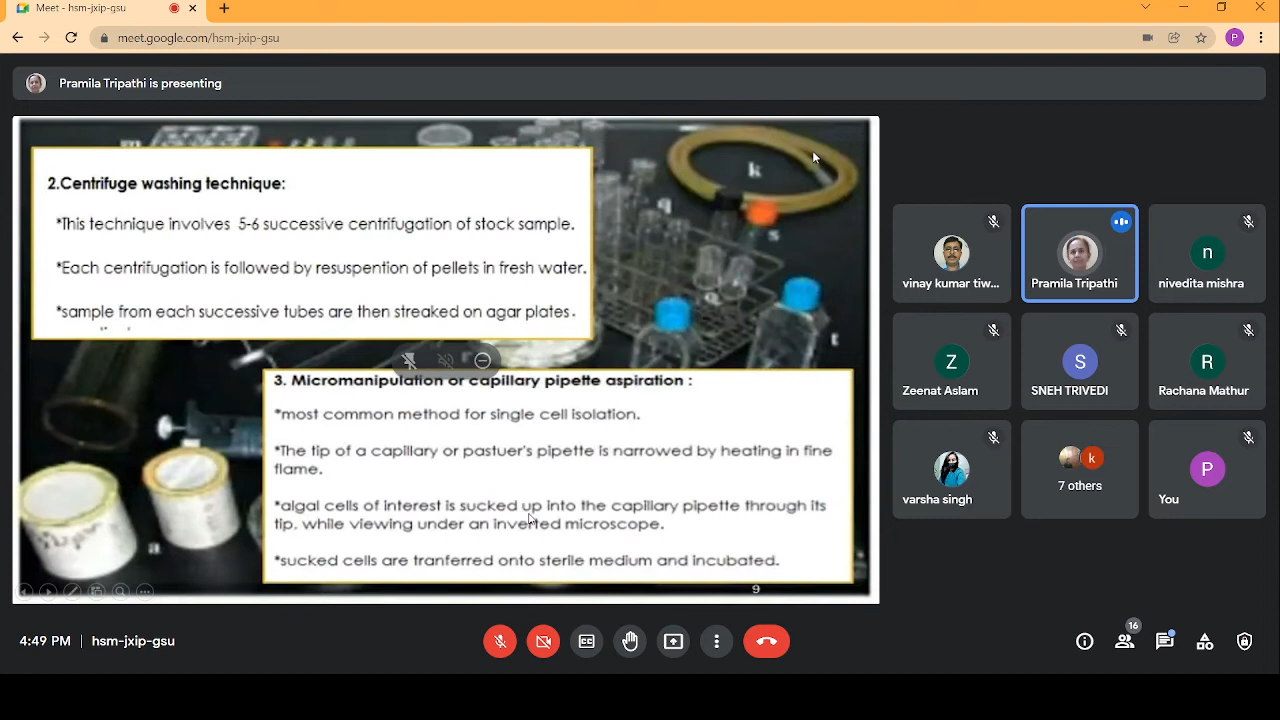 Meet - hsm-jxip-gsu
meet.google.com/hsm-jxip-gsu
P
Pramila Tripathi is presenting
2.Centrifuge washing technique:
*This technique involves 5-6 successive centrifugation of stock sample.
*Each centrifugation is followed by resuspention of pellets in fresh water.
*sample from each successive tubes are then streaked on agar plates.
m
k
q
s
q
t
a
3. Micromanipulation or capillary pipette aspiration :
*most common method for single cell isolation.
*The tip of a capillary or pastuer's pipette is narrowed by heating in fine
flame.
*algal cells of interest is sucked up into the capillary pipette through its
tip, while viewing under an inverted microscope.
*sucked cells are tranferred onto sterile medium and incubated.
9
vinay kumar tiw...
Pramila Tripathi
n
nivedita mishra
Z
Zeenat Aslam
S
SNEH TRIVEDI
R
Rachana Mathur
varsha singh
k
7 others
P
You
4:49 PM
hsm-jxip-gsu
CC
16